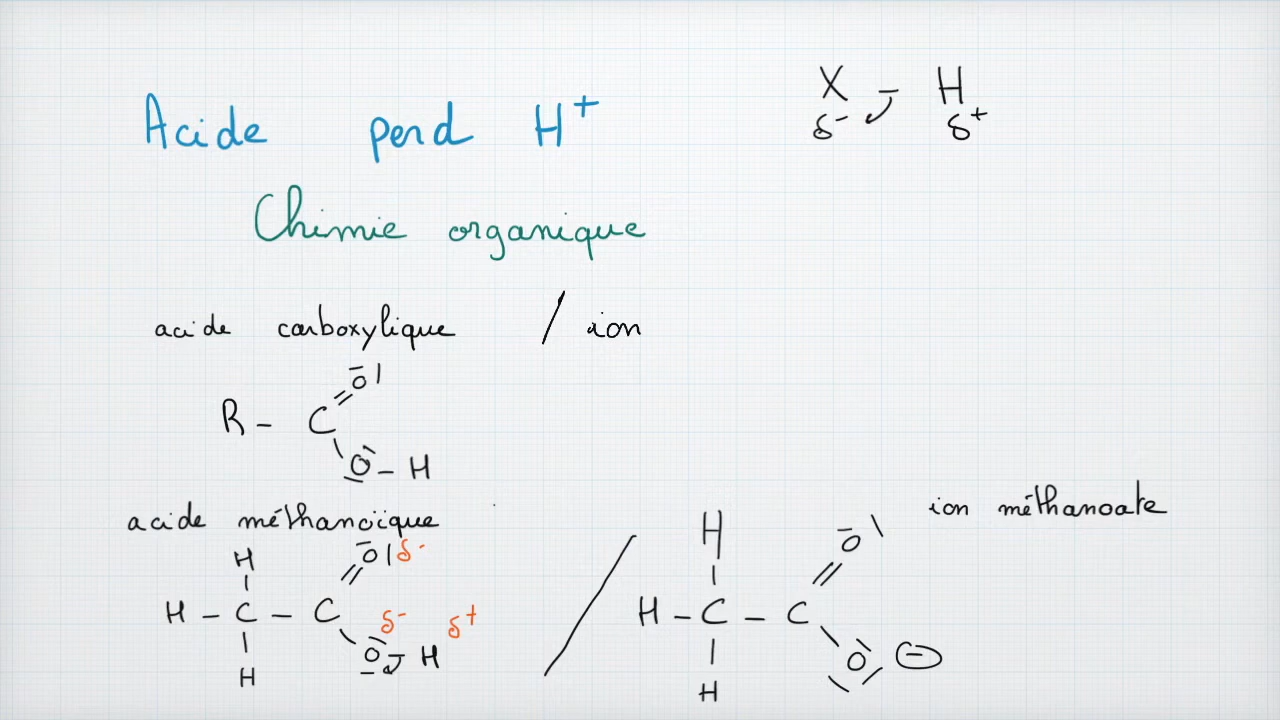 Acide perd H⁺
X - H
δ⁻ δ⁺
Chimie organique
acide carboxylique / ion
O
R - C
O - H
acide méthanoïque
ion méthanoate
H O δ⁻
H - C - C
δ⁻ δ⁺
O - H
H
H O
H - C - C
O ⊖
H